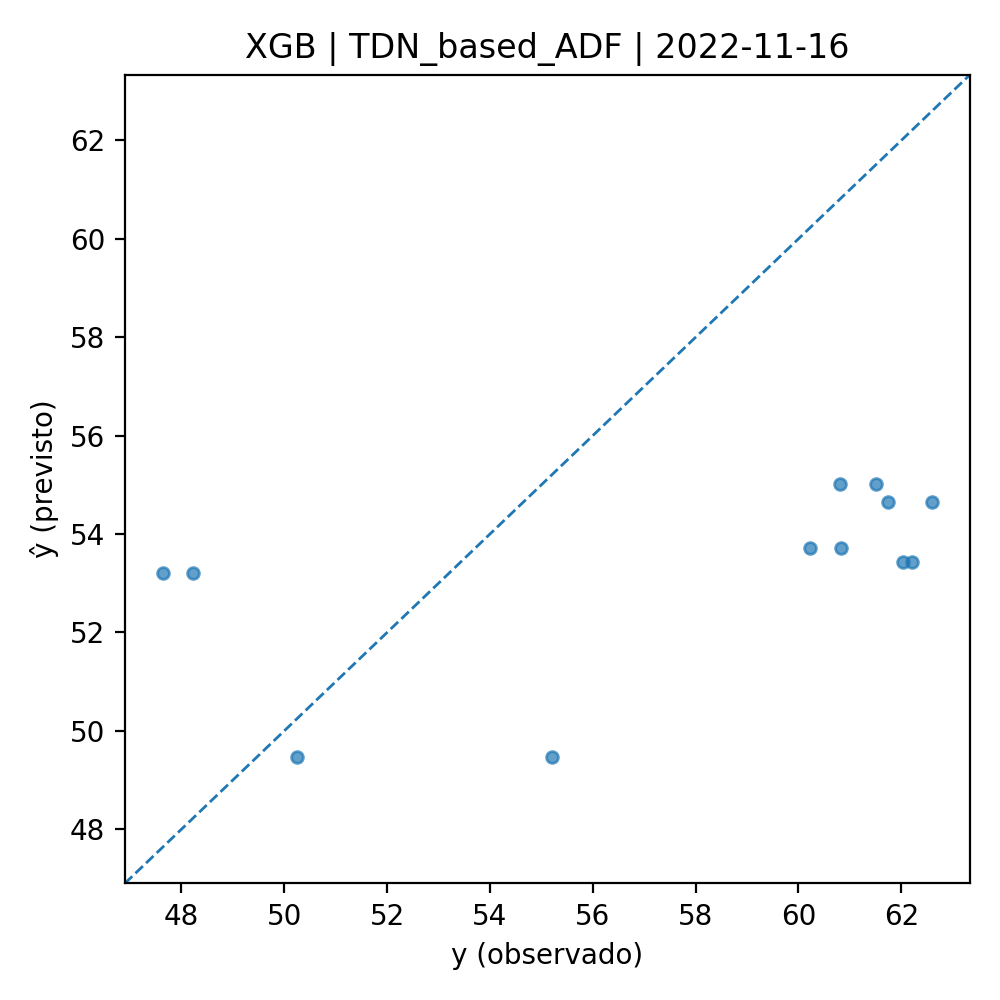 XGB | TDN_based_ADF | 2022-11-16
62
60
58
56
54
52
50
48
ŷ (previsto)
48 50 52 54 56 58 60 62
y (observado)